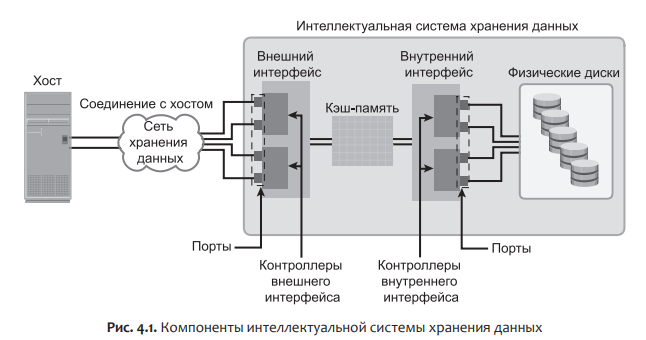 Интеллектуальная система хранения данных
Хост
Соединение с хостом
Сеть
хранения
данных
Внешний
интерфейс
Кэш-память
Внутренний
интерфейс
Физические диски
Порты
Контроллеры
внешнего
интерфейса
Контроллеры
внутреннего
интерфейса
Порты
Рис. 4.1. Компоненты интеллектуальной системы хранения данных